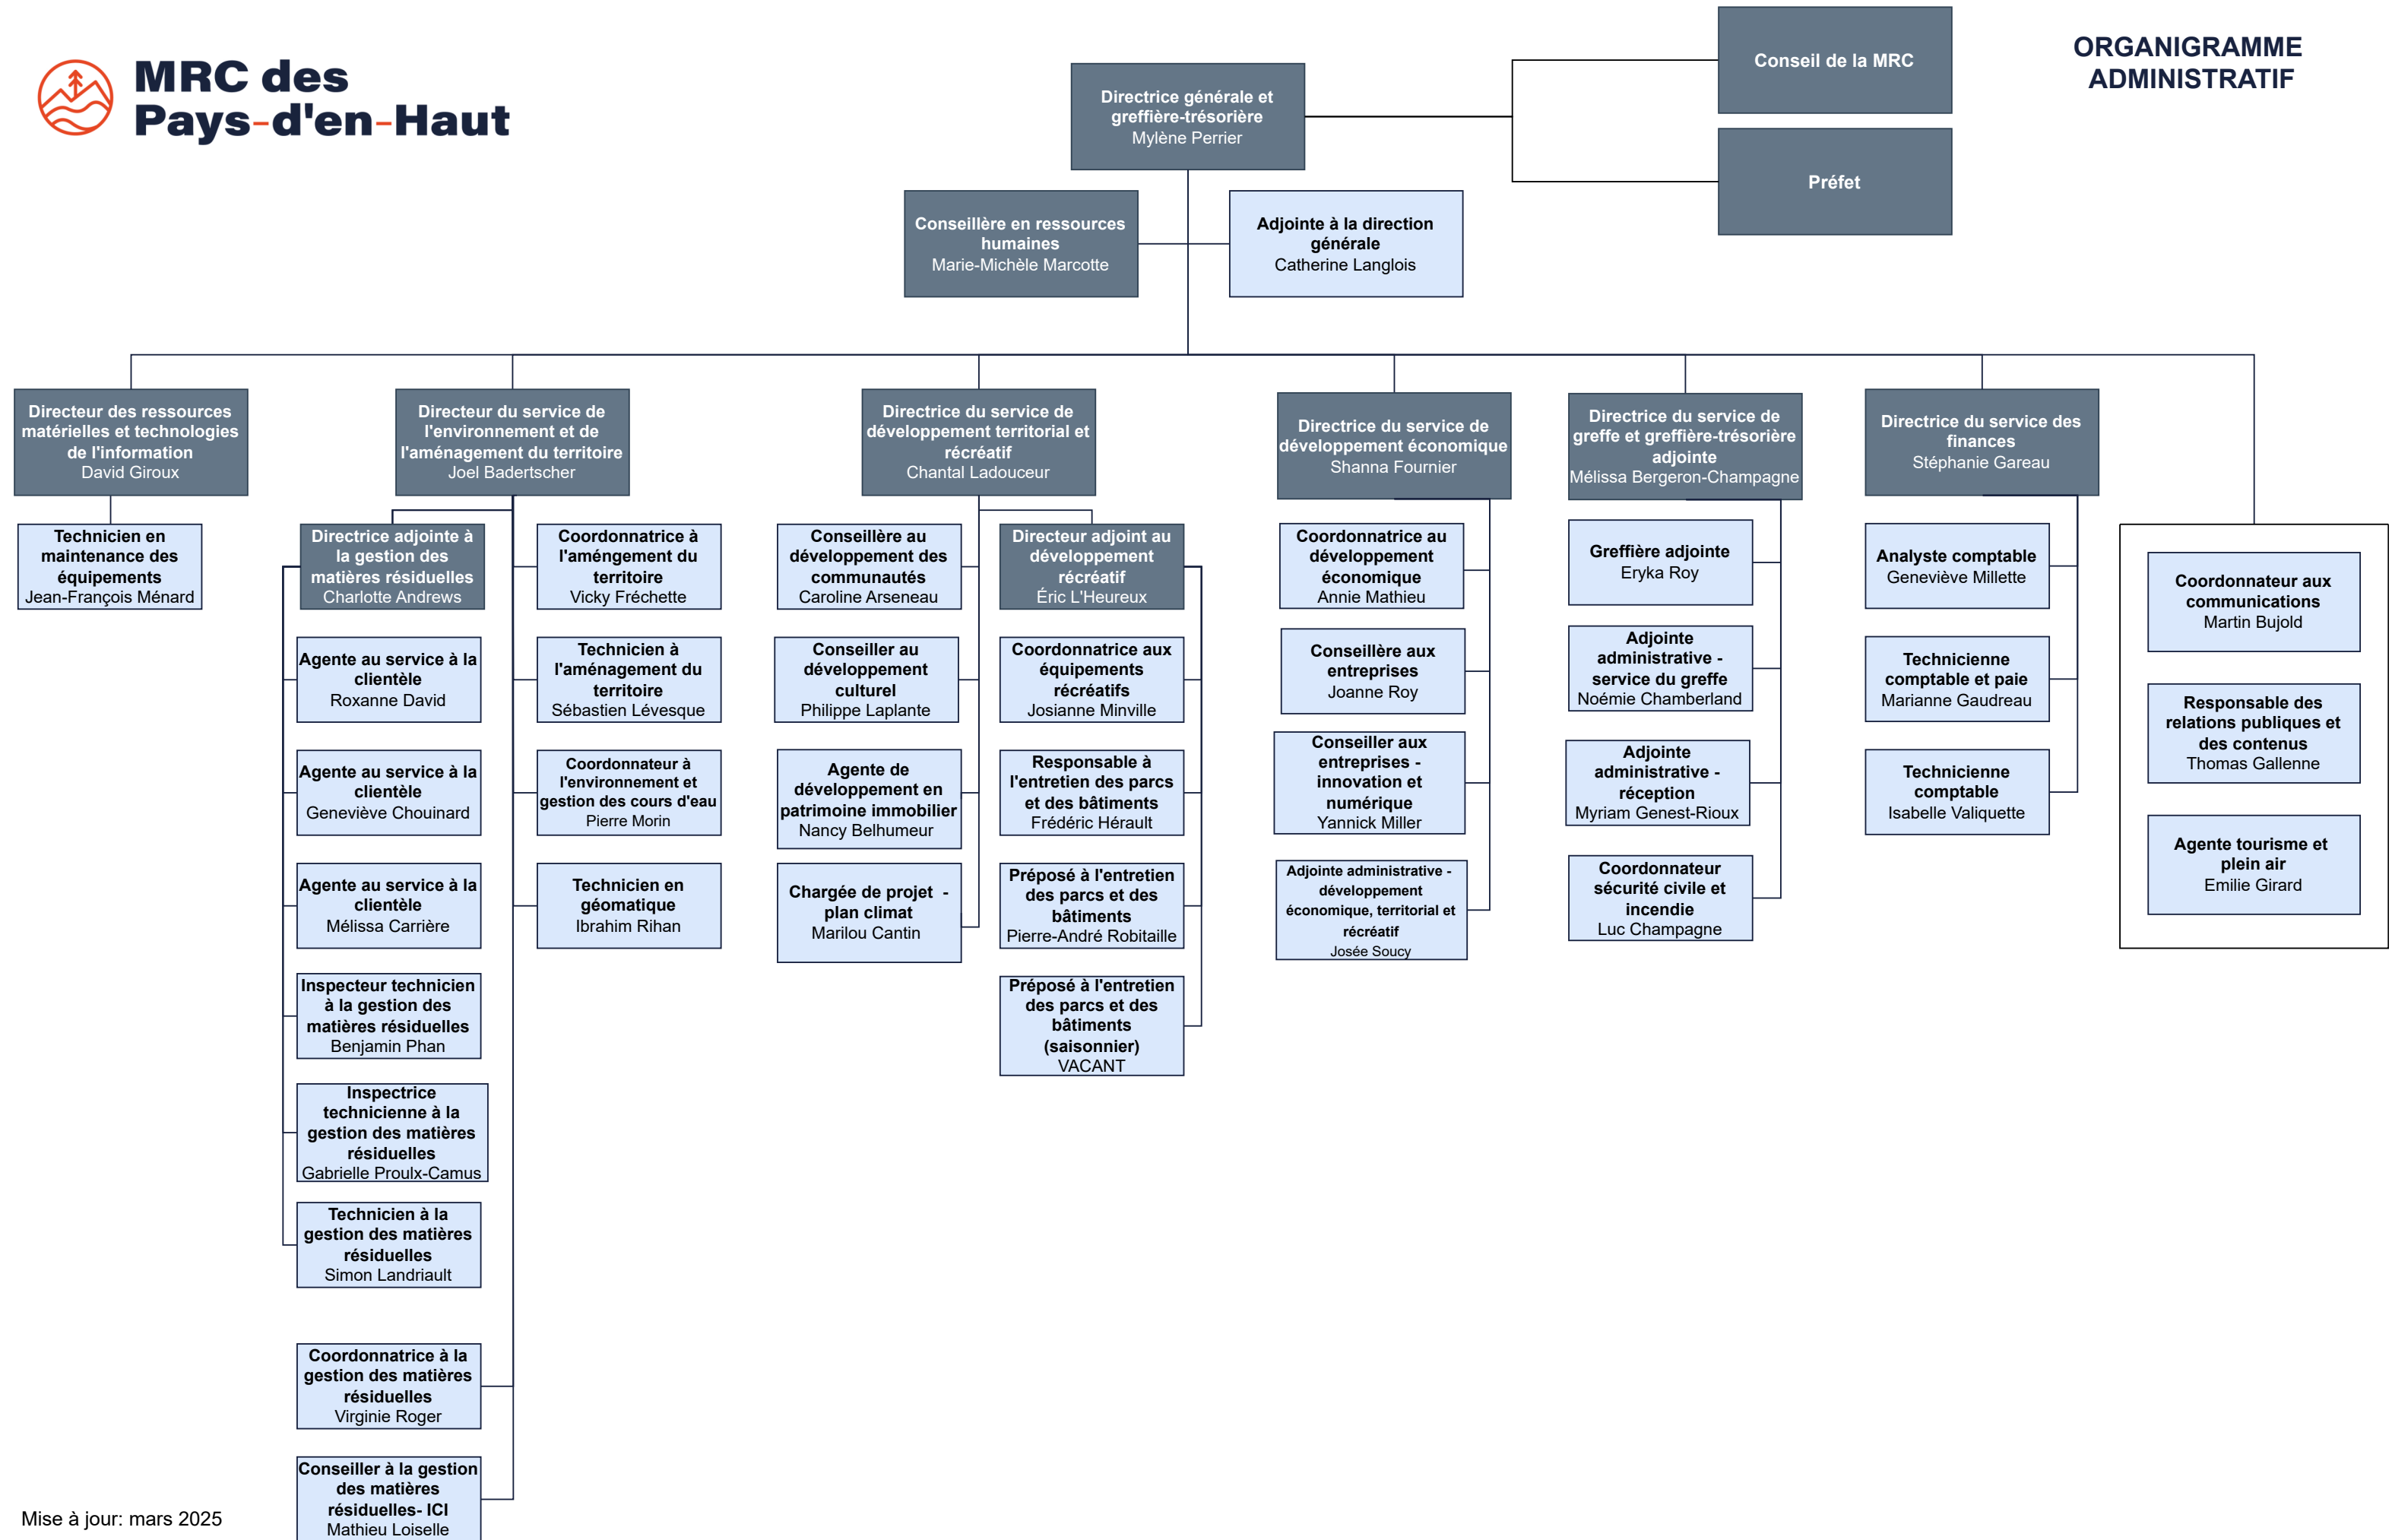 MRC des
Pays-d'en-Haut
ORGANIGRAMME
ADMINISTRATIF
Conseil de la MRC
Préfet
Directrice générale et
greffière-trésorière
Mylène Perrier
Conseillère en ressources
humaines
Marie-Michèle Marcotte
Adjointe à la direction
générale
Catherine Langlois
Directeur des ressources
matérielles et technologies
de l'information
David Giroux
Technicien en
maintenance des
équipements
Jean-François Ménard
Directeur du service de
l'environnement et de
l'aménagement du territoire
Joel Badertscher
Directrice adjointe à
la gestion des
matières résiduelles
Charlotte Andrews
Agente au service à la
clientèle
Roxanne David
Agente au service à la
clientèle
Geneviève Chouinard
Agente au service à la
clientèle
Mélissa Carrière
Inspecteur technicien
à la gestion des
matières résiduelles
Benjamin Phan
Inspectrice
technicienne à la
gestion des matières
résiduelles
Gabrielle Proulx-Camus
Technicien à la
gestion des matières
résiduelles
Simon Landriault
Coordonnatrice à la
gestion des matières
résiduelles
Virginie Roger
Conseiller à la gestion
des matières
résiduelles- ICI
Mathieu Loiselle
Coordonnatrice à
l'améngement du
territoire
Vicky Fréchette
Technicien à
l'aménagement du
territoire
Sébastien Lévesque
Coordonnateur à
l'environnement et
gestion des cours d'eau
Pierre Morin
Technicien en
géomatique
Ibrahim Rihan
Directrice du service de
développement territorial et
récréatif
Chantal Ladouceur
Conseillère au
développement des
communautés
Caroline Arseneau
Conseiller au
développement
culturel
Philippe Laplante
Agente de
développement en
patrimoine immobilier
Nancy Belhumeur
Chargée de projet  -
plan climat
Marilou Cantin
Directeur adjoint au
développement
récréatif
Éric L'Heureux
Coordonnatrice aux
équipements
récréatifs
Josianne Minville
Responsable à
l'entretien des parcs
et des bâtiments
Frédéric Hérault
Préposé à l'entretien
des parcs et des
bâtiments
Pierre-André Robitaille
Préposé à l'entretien
des parcs et des
bâtiments
(saisonnier)
VACANT
Directrice du service de
développement économique
Shanna Fournier
Coordonnatrice au
développement
économique
Annie Mathieu
Conseillère aux
entreprises
Joanne Roy
Conseiller aux
entreprises -
innovation et
numérique
Yannick Miller
Adjointe administrative -
développement
économique, territorial et
récréatif
Josée Soucy
Directrice du service de
greffe et greffière-trésorière
adjointe
Mélissa Bergeron-Champagne
Greffière adjointe
Eryka Roy
Adjointe
administrative -
service du greffe
Noémie Chamberland
Adjointe
administrative -
réception
Myriam Genest-Rioux
Coordonnateur
sécurité civile et
incendie
Luc Champagne
Directrice du service des
finances
Stéphanie Gareau
Analyste comptable
Geneviève Millette
Technicienne
comptable et paie
Marianne Gaudreau
Technicienne
comptable
Isabelle Valiquette
Coordonnateur aux
communications
Martin Bujold
Responsable des
relations publiques et
des contenus
Thomas Gallenne
Agente tourisme et
plein air
Emilie Girard
Mise à jour: mars 2025